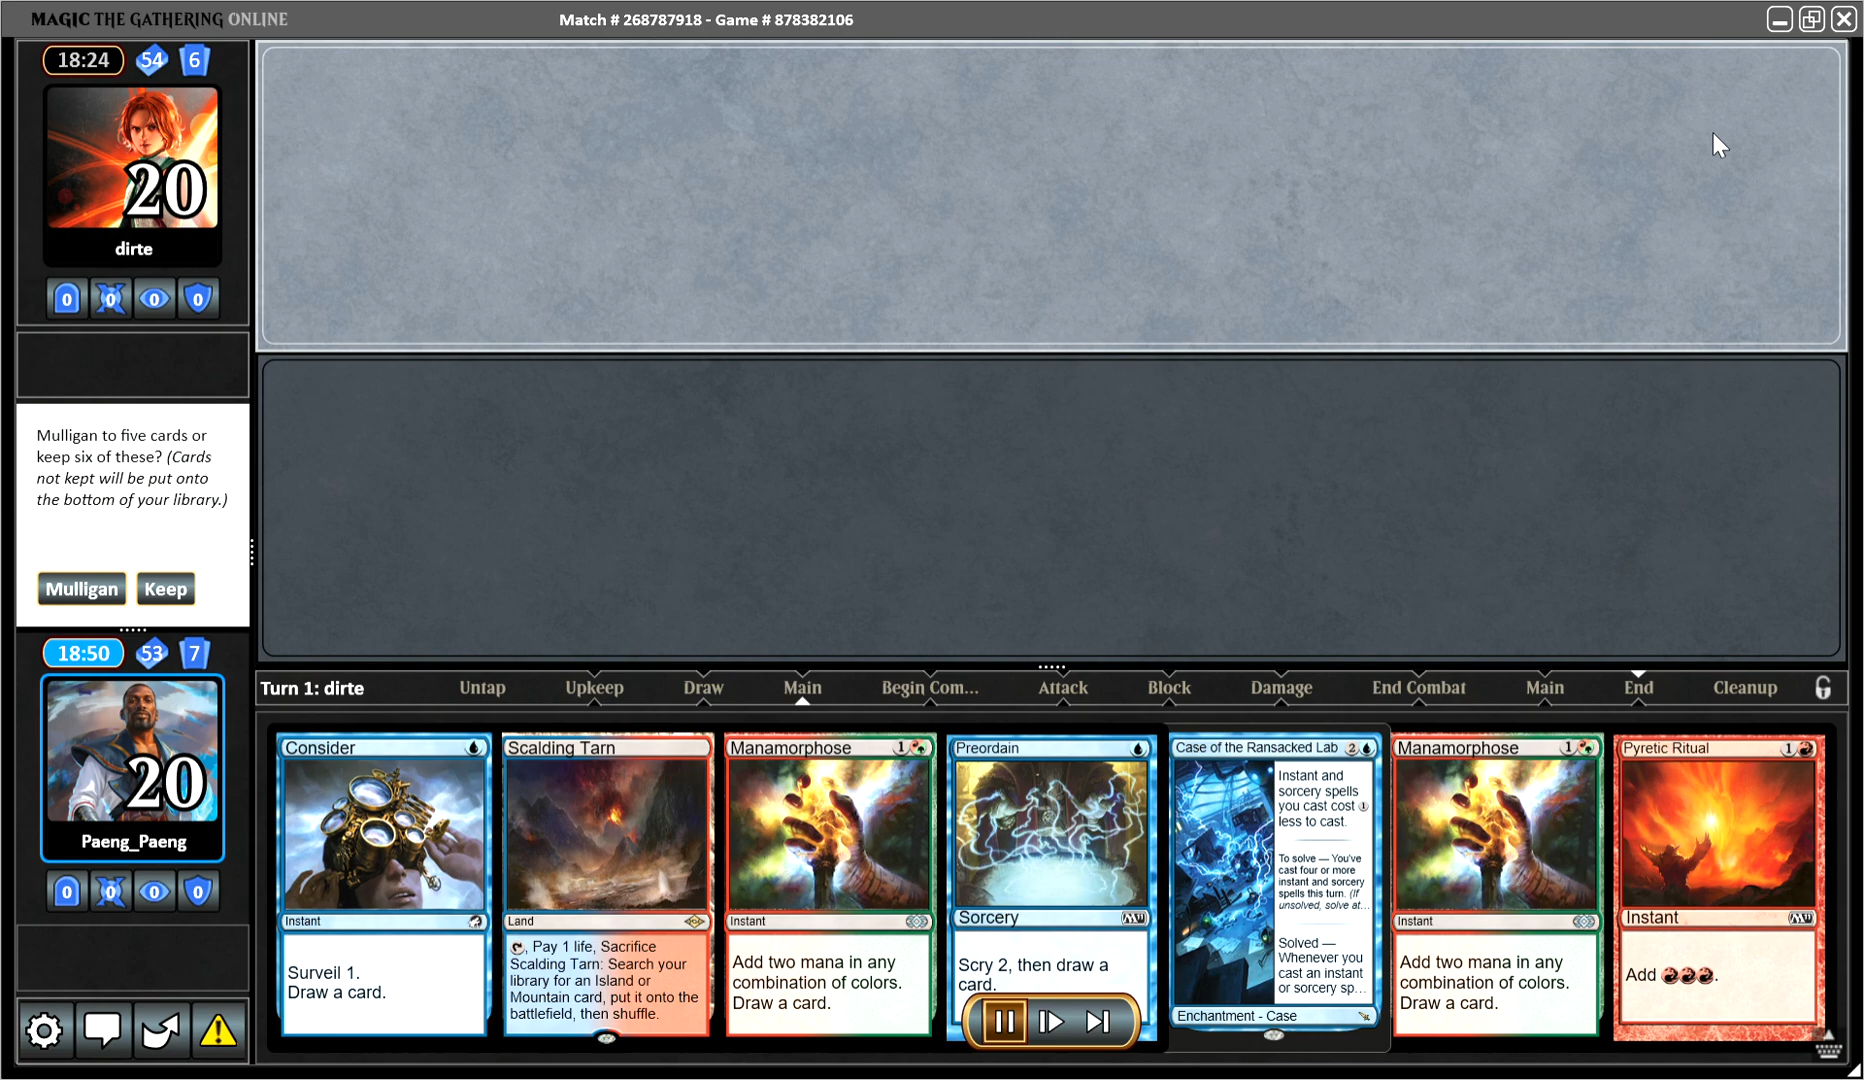 MAGIC THE GATHERING ONLINE
Match # 268787918 - Game # 878382106
18:24
54
6
20
dirte
0
0
0
0
Mulligan to five cards or
keep six of these? (Cards
not kept will be put onto
the bottom of your library.)
Mulligan
Keep
18:50
53
7
20
Paeng_Paeng
0
0
0
0
Turn 1: dirte
Untap
Upkeep
Draw
Main
Begin Com...
Attack
Block
Damage
End Combat
Main
End
Cleanup
Consider
Instant
Surveil 1.
Draw a card.
Scalding Tarn
Land
, Pay 1 life, Sacrifice
Scalding Tarn: Search your
library for an Island or
Mountain card, put it onto the
battlefield, then shuffle.
Manamorphose
1
Instant
Add two mana in any
combination of colors.
Draw a card.
Preordain
Sorcery
Scry 2, then draw a
card.
Case of the Ransacked Lab
2
Instant and
sorcery spells
you cast cost 1
less to cast.
To solve — You've
cast four or more
instant and sorcery
spells this turn. (If
unsolved, solve at...
Solved —
Whenever you
cast an instant
or sorcery sp...
Enchantment - Case
Manamorphose
1
Instant
Add two mana in any
combination of colors.
Draw a card.
Pyretic Ritual
1
Instant
Add